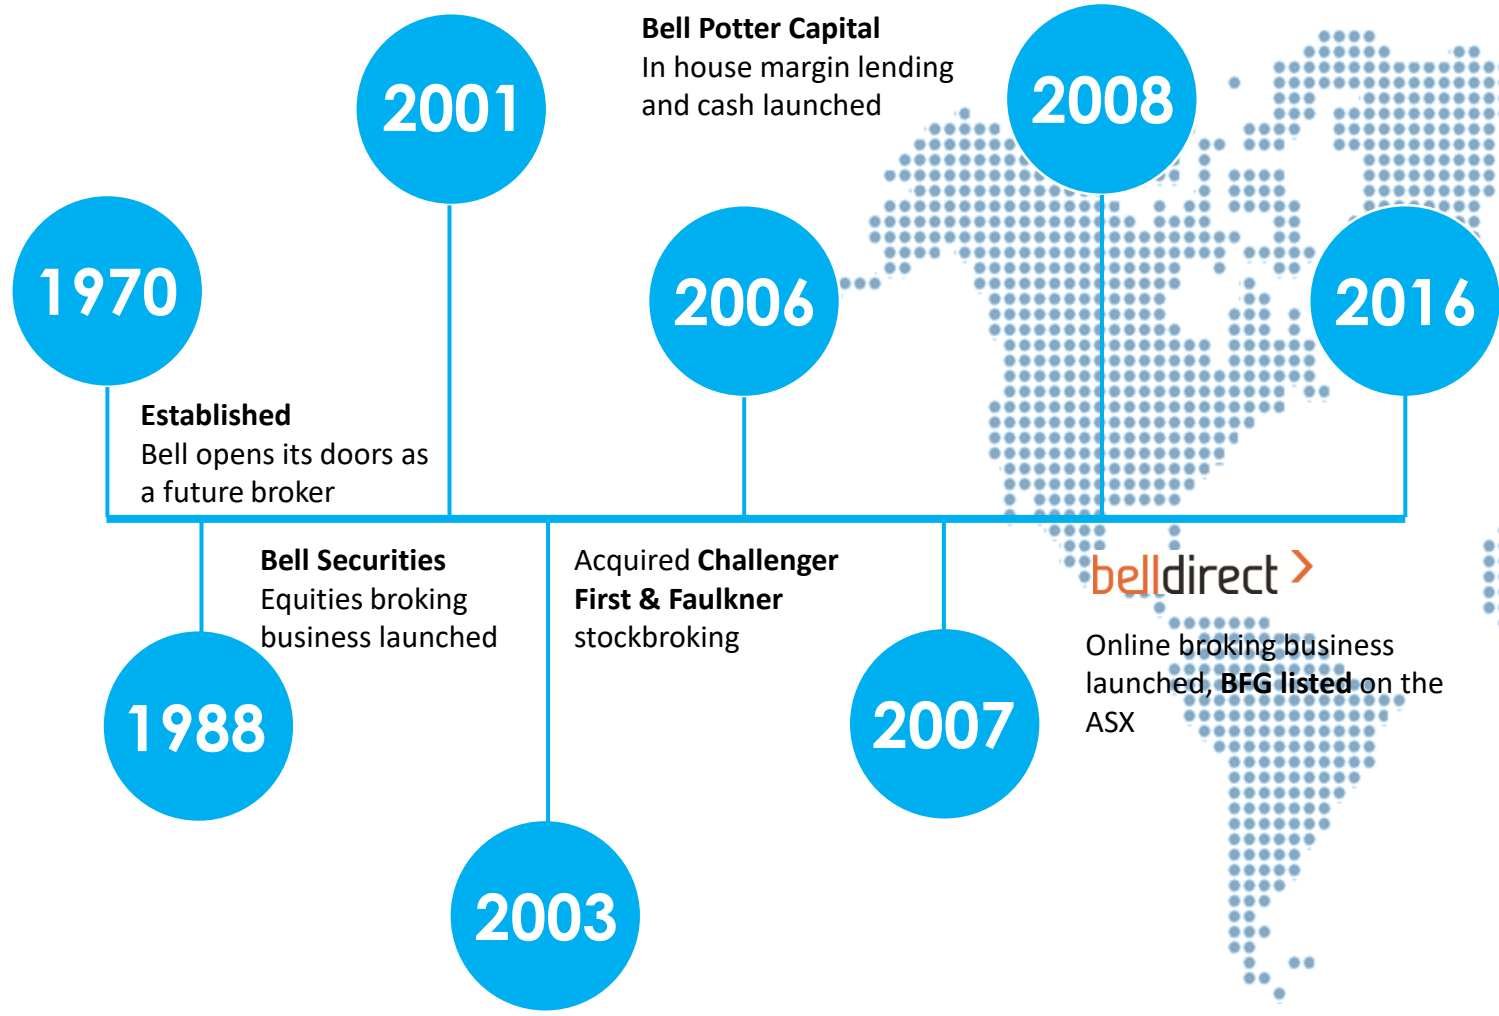 1970
Established
Bell opens its doors as
a future broker
1988
Bell Securities
Equities broking
business launched
2001
2003
Acquired Challenger
First & Faulkner
stockbroking
2006
Bell Potter Capital
In house margin lending
and cash launched
2007
belldirect
Online broking business
launched, BFG listed on the
ASX
2008
2016